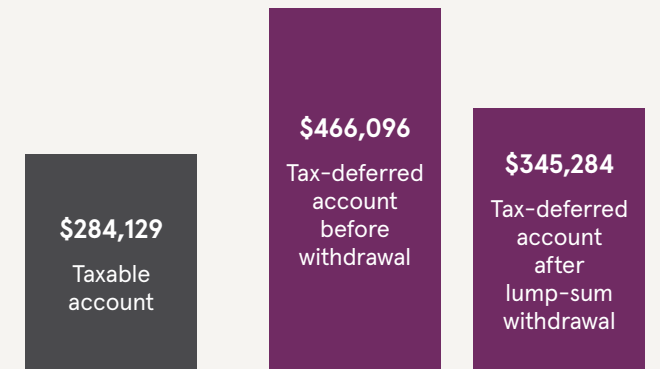 $284,129
Taxable
account
$466,096
Tax-deferred
account
before
withdrawal
$345,284
Tax-deferred
account
after
lump-sum
withdrawal